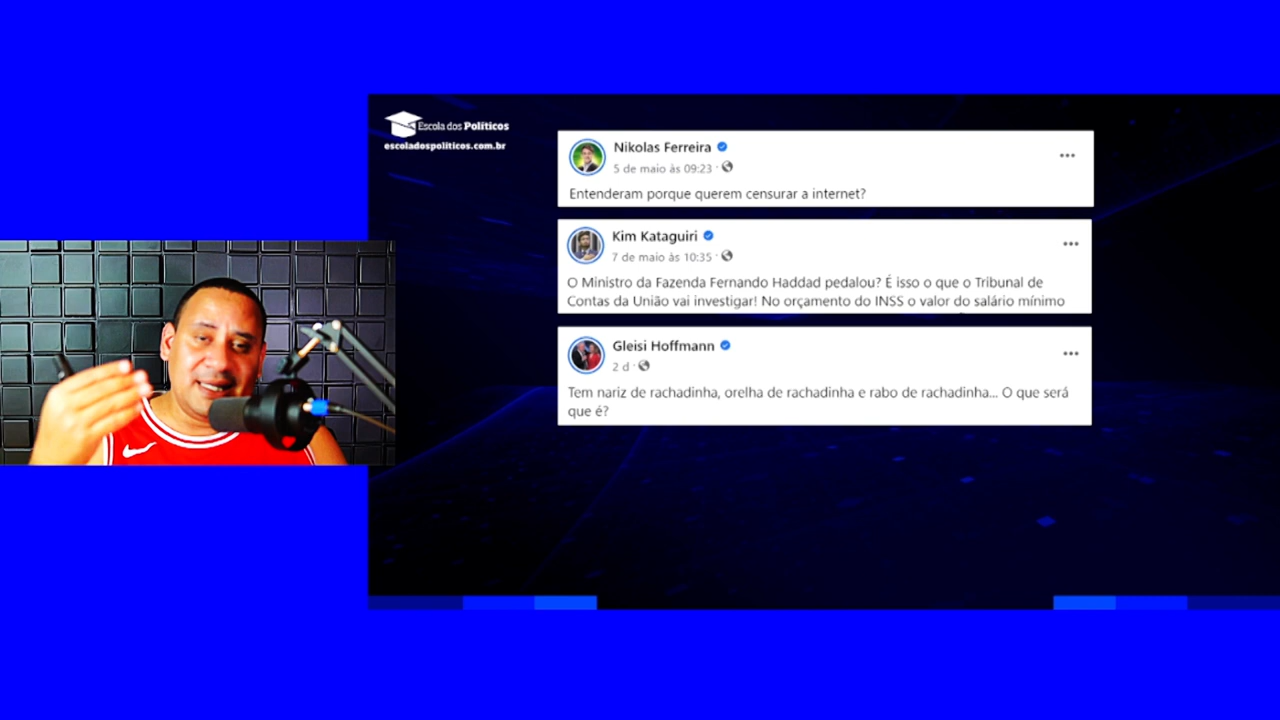 Escola dos Políticos
escoladospoliticos.com.br
Nikolas Ferreira
5 de maio às 09:23 ·
Entenderam porque querem censurar a internet?
Kim Kataguiri
7 de maio às 10:35 ·
O Ministro da Fazenda Fernando Haddad pedalou? É isso o que o Tribunal de
Contas da União vai investigar! No orçamento do INSS o valor do salário mínimo
Gleisi Hoffmann
2 d ·
Tem nariz de rachadinha, orelha de rachadinha e rabo de rachadinha... O que será
que é?